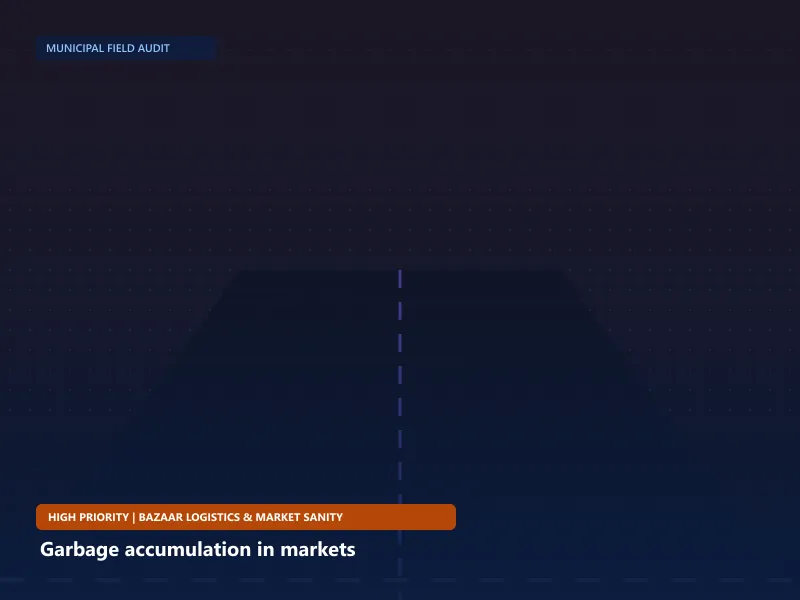 MUNICIPAL FIELD AUDIT
HIGH PRIORITY | BAZAAR LOGISTICS & MARKET SANITY
Garbage accumulation in markets